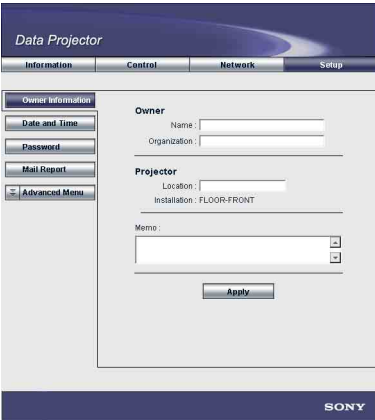 Data Projector
Information Control Network Setup
Owner Information
Date and Time
Password
Mail Report
Advanced Menu
Owner
Name :
Organization :
Projector
Location :
Installation : FLOOR-FRONT
Memo :
Apply
SONY